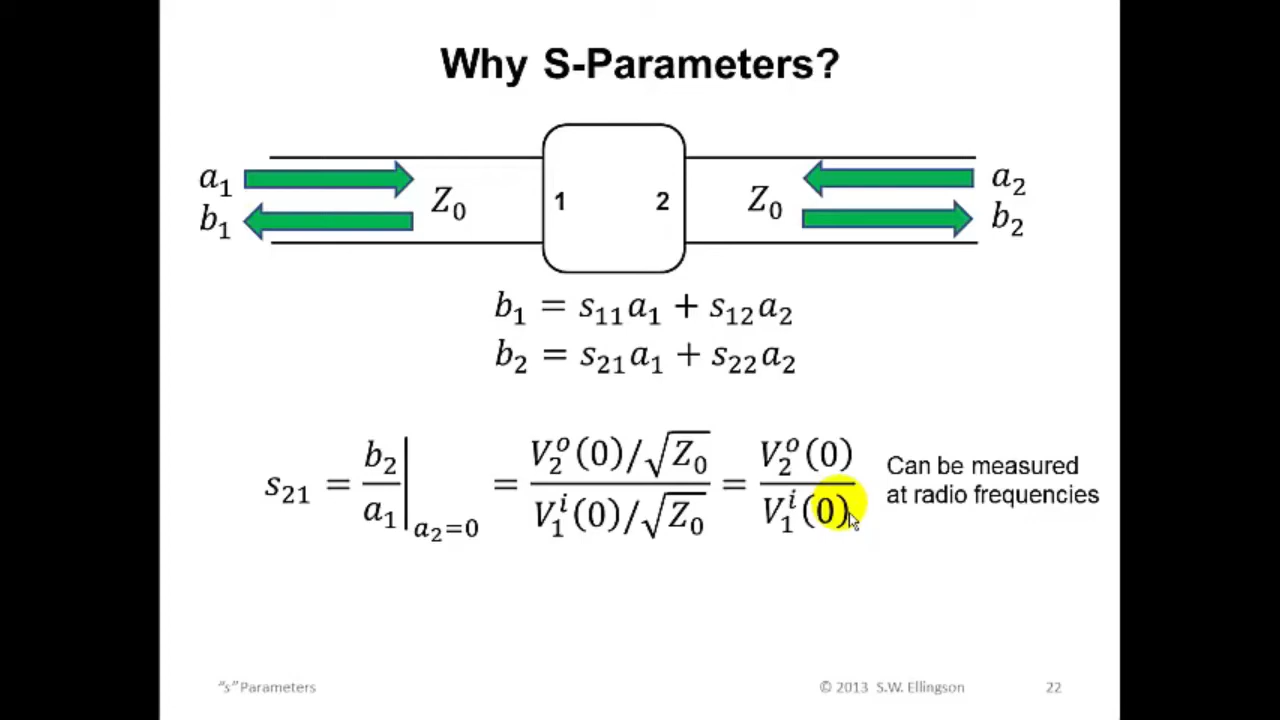 Why S-Parameters?
a₁ Z₀ 1 2 Z₀ a₂
b₁ b₂
b₁ = s₁₁a₁ + s₁₂a₂
b₂ = s₂₁a₁ + s₂₂a₂
s₂₁ = b₂/a₁ |ₐ₂₌₀ = (V₂ᵒ(0)/√Z₀)/(V₁ⁱ(0)/√Z₀) = V₂ᵒ(0)/V₁ⁱ(0)
Can be measured
at radio frequencies
"s" Parameters © 2013 S.W. Ellingson 22